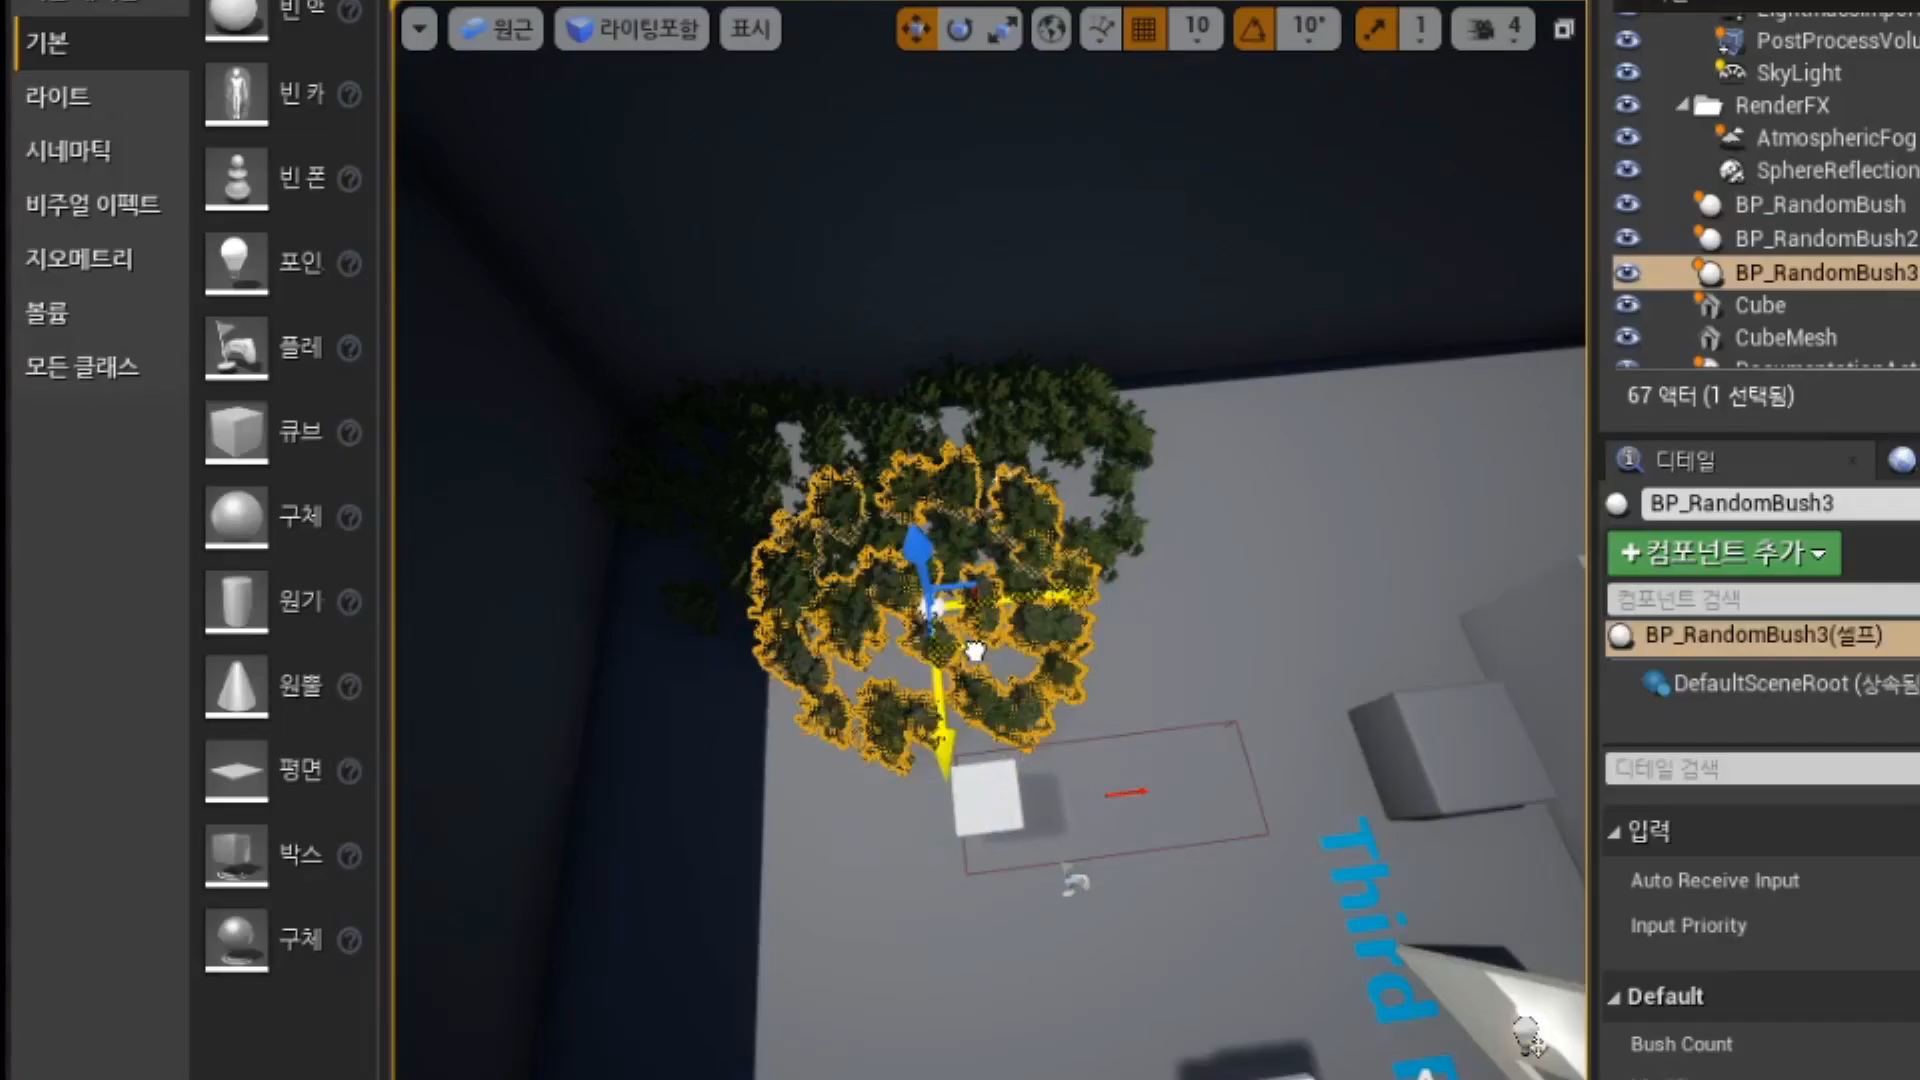 기본
라이트
시네마틱
비주얼 이펙트
지오메트리
볼륨
모든 클래스
빈 카
빈 폰
포인
플레
큐브
구체
원기
원뿔
평면
박스
구체
원근
라이팅포함
표시
10
10°
1
4
Third
PostProcessVolu
SkyLight
RenderFX
AtmosphericFog
SphereReflection
BP_RandomBush
BP_RandomBush2
BP_RandomBush3
Cube
CubeMesh
67 액터 (1 선택됨)
디테일
BP_RandomBush3
+컴포넌트 추가
컴포넌트 검색
BP_RandomBush3(셀프)
DefaultSceneRoot (상속됨
디테일 검색
입력
Auto Receive Input
Input Priority
Default
Bush Count